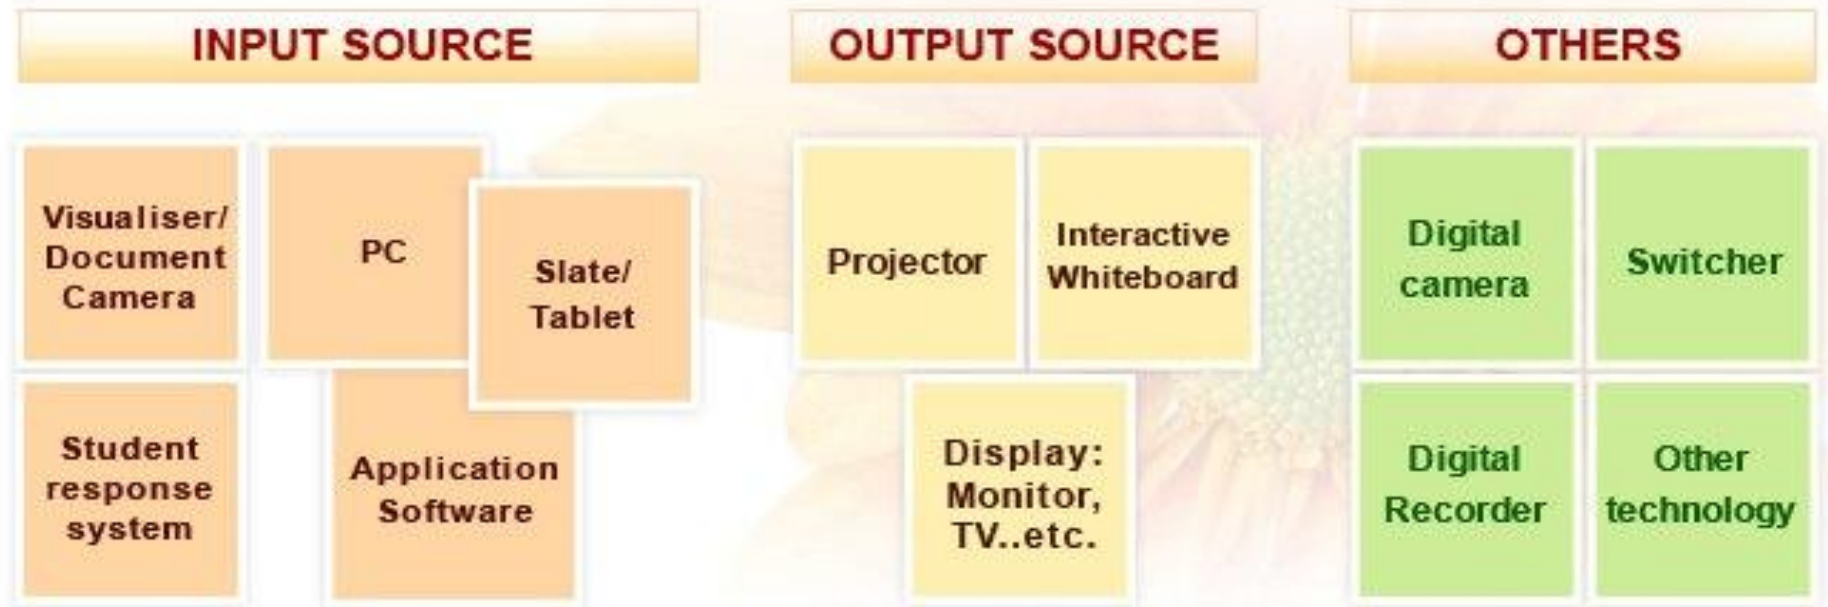 INPUT SOURCE
OUTPUT SOURCE
OTHERS
Visualiser/
Document
Camera
PC
Slate/
Tablet
Student
response
system
Application
Software
Projector
Interactive
Whiteboard
Display:
Monitor,
TV..etc.
Digital
camera
Switcher
Digital
Recorder
Other
technology